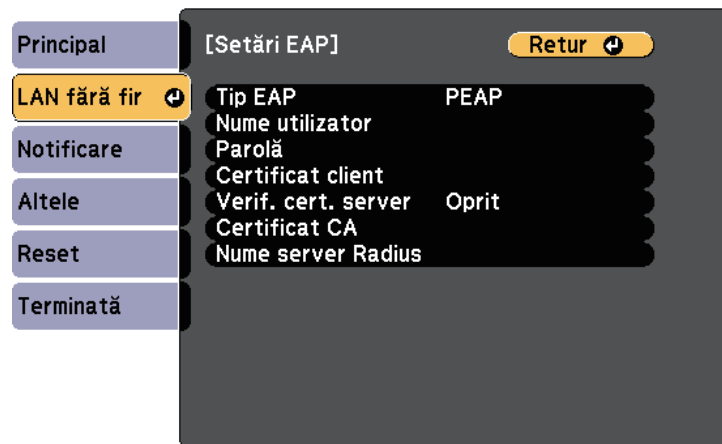 Principal
LAN fără fir
Notificare
Altele
Reset
Terminată
[Setări EAP] Retur
Tip EAP PEAP
Nume utilizator
Parolă
Certificat client
Verif. cert. server Oprit
Certificat CA
Nume server Radius